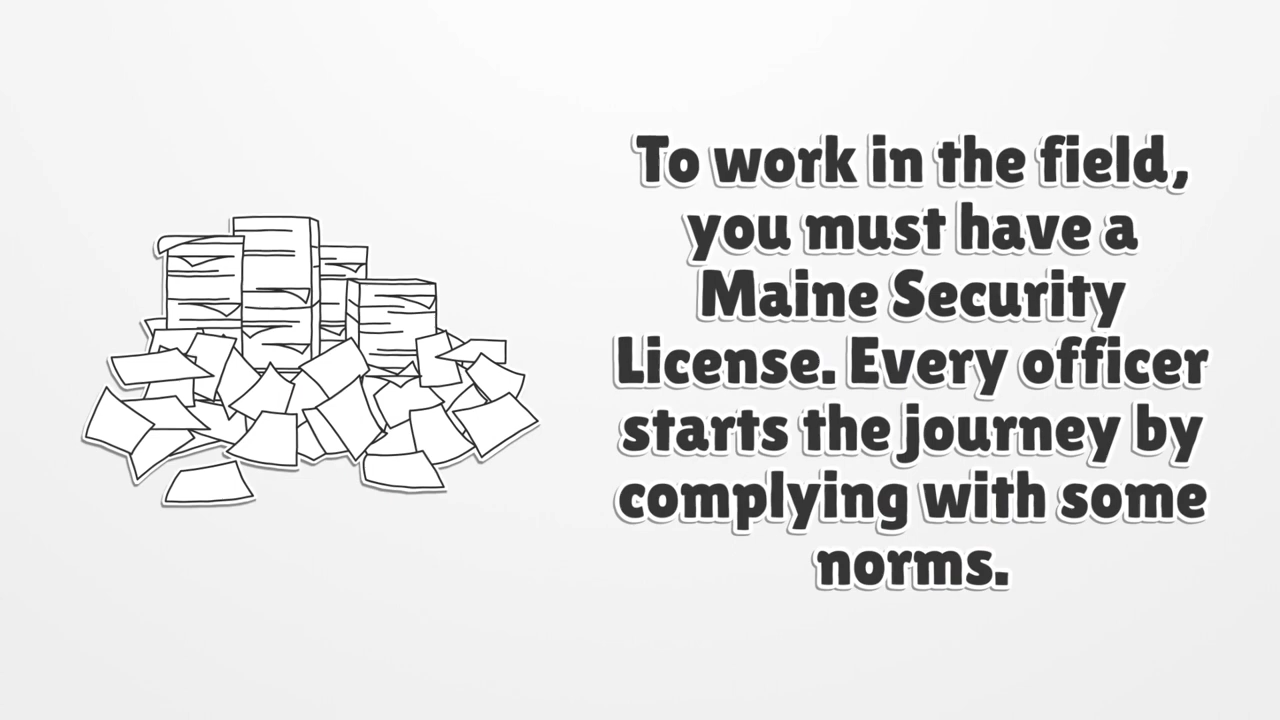 To work in the field,
you must have a
Maine Security
License. Every officer
starts the journey by
complying with some
norms.